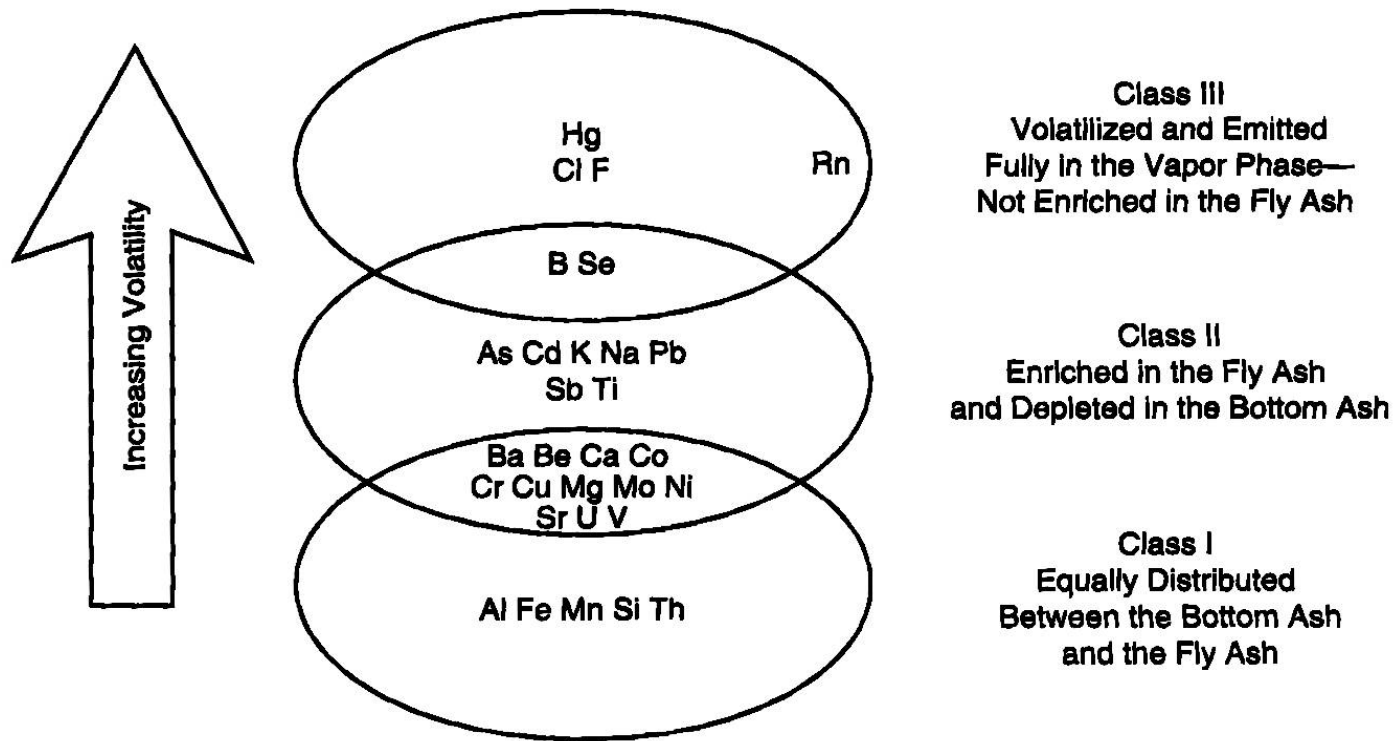 Increasing Volatility
Hg
Cl F
Rn
B Se
As Cd K Na Pb
Sb Ti
Ba Be Ca Co
Cr Cu Mg Mo Ni
Sr U V
Al Fe Mn Si Th
Class III
Volatilized and Emitted
Fully in the Vapor Phase—
Not Enriched in the Fly Ash
Class II
Enriched in the Fly Ash
and Depleted in the Bottom Ash
Class I
Equally Distributed
Between the Bottom Ash
and the Fly Ash